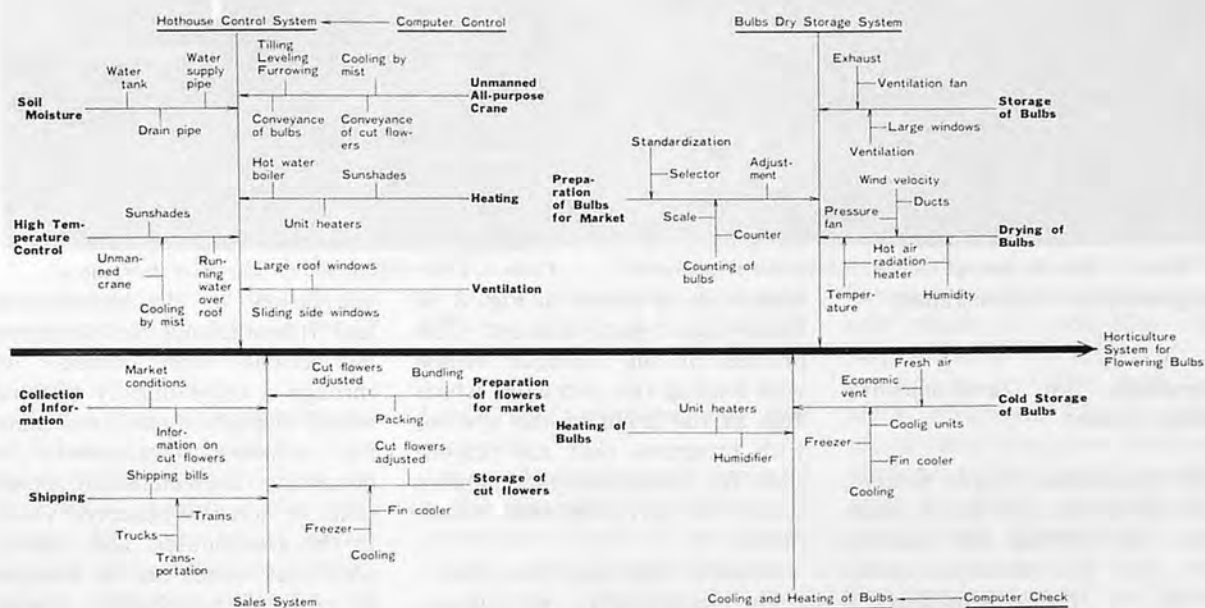 Hothouse Control System
Computer Control
Water
tank
Water
supply
pipe
Soil
Moisture
Drain pipe
Tilling
Leveling
Furrowing
Cooling by
mist
Unmanned
All-purpose
Crane
Conveyance
of bulbs
Conveyance
of cut flow-
ers
Hot water
boiler
Sunshades
Heating
Unit heaters
Sunshades
High Tem-
perature
Control
Unman-
ned
crane
Cooling
by mist
Run-
ning
water
over
roof
Large roof windows
Ventilation
Sliding side windows
Bulbs Dry Storage System
Exhaust
Ventilation fan
Storage
of Bulbs
Large windows
Ventilation
Standardization
Selector
Adjust-
ment
Prepa-
ration
of Bulbs
for Market
Scale
Counter
Counting of
bulbs
Wind velocity
Ducts
Pressure
fan
Drying of
Bulbs
Hot air
radiation
heater
Temper-
ature
Humidity
Horticulture
System for
Flowering Bulbs
Market
conditions
Collection
of Infor-
mation
Infor-
mation on
cut flowers
Shipping bills
Shipping
Trains
Trucks
Trans-
portation
Cut flowers
adjusted
Bundling
Preparation
of flowers
for market
Packing
Cut flowers
adjusted
Storage of
cut flowers
Fin cooler
Freezer
Cooling
Sales System
Unit heaters
Heating of
Bulbs
Humidifier
Fresh air
Economic
vent
Cold Storage
of Bulbs
Coolig units
Freezer
Fin cooler
Cooling
Cooling and Heating of Bulbs
Computer Check